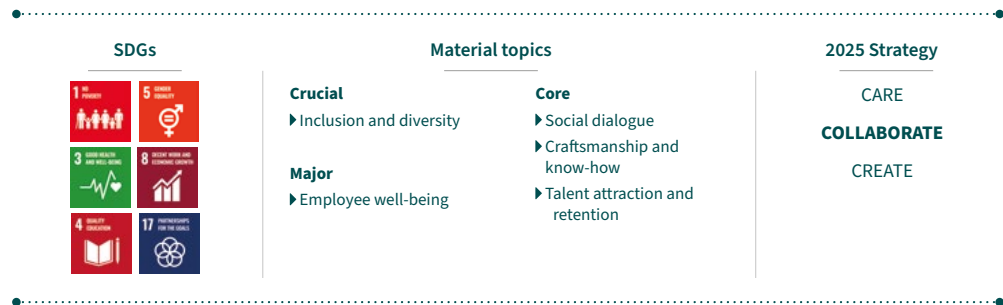 SDGs
1 NO
POVERTY
5 GENDER
EQUALITY
3 GOOD HEALTH
AND WELL-BEING
8 DECENT WORK AND
ECONOMIC GROWTH
4 QUALITY
EDUCATION
17 PARTNERSHIPS
FOR THE GOALS
Material topics
Crucial
Inclusion and diversity
Major
Employee well-being
Core
Social dialogue
Craftsmanship and
know-how
Talent attraction and
retention
2025 Strategy
CARE
COLLABORATE
CREATE